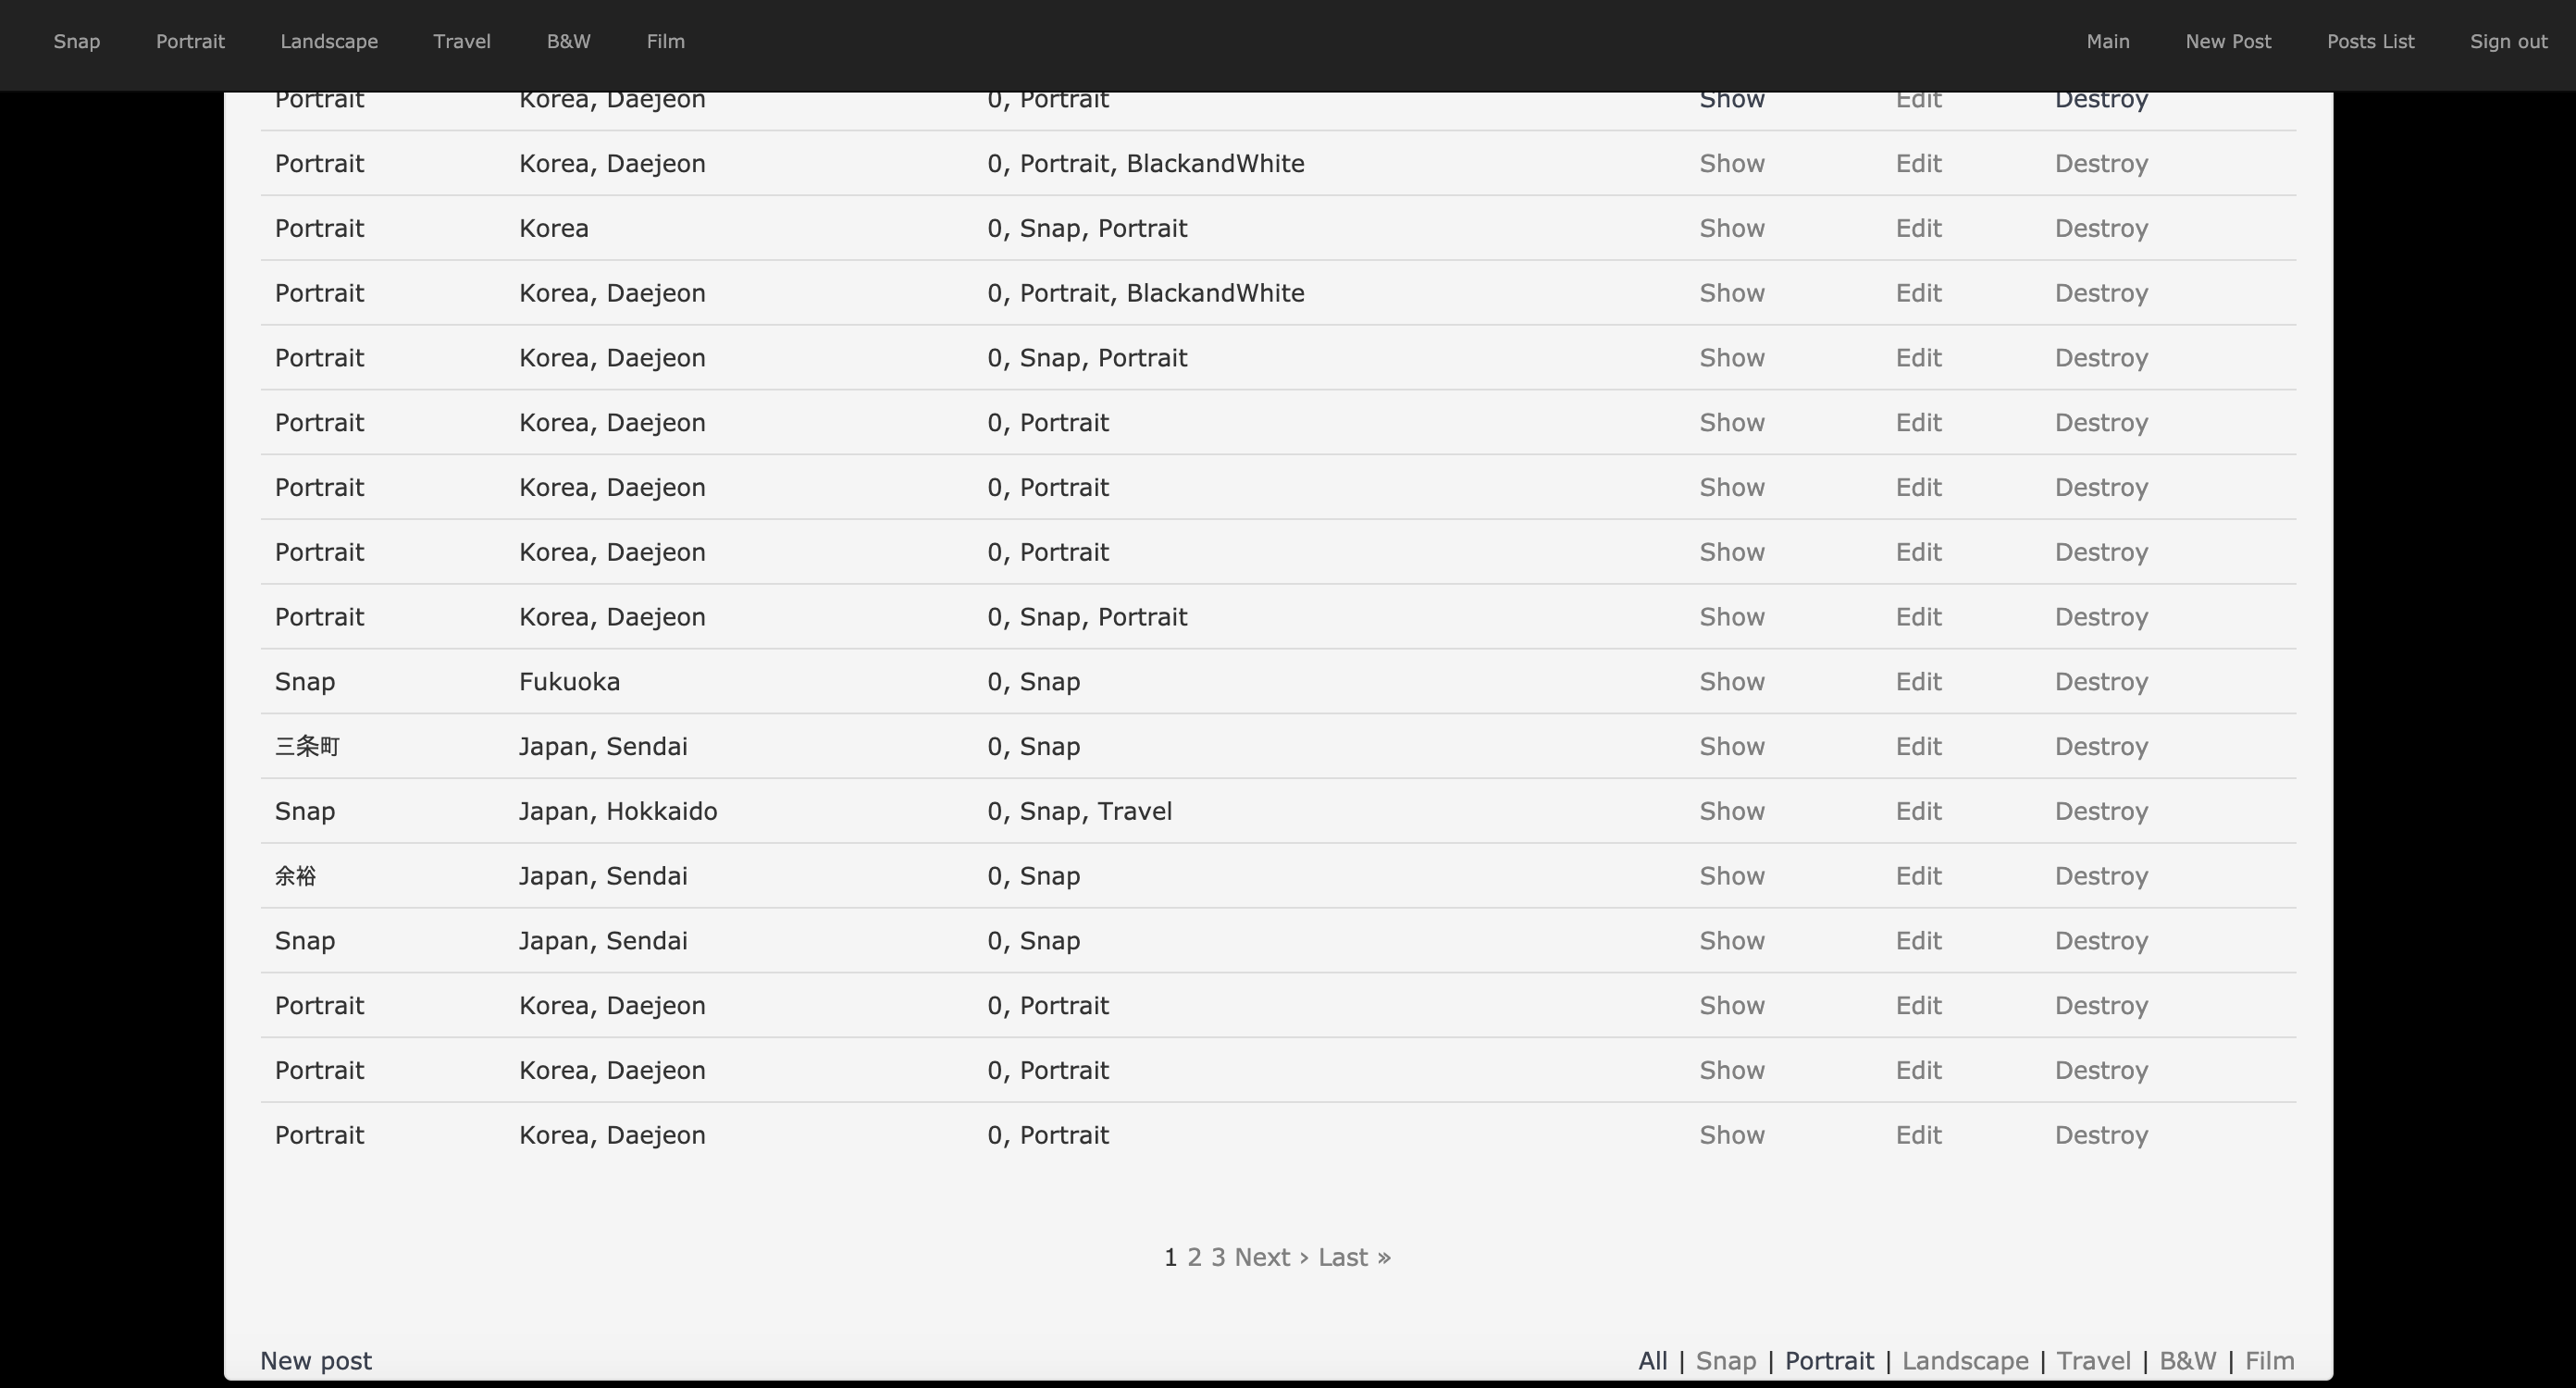 Snap Portrait Landscape Travel B&W Film Main New Post Posts List Sign out
Portrait Korea, Daejeon 0, Portrait Show Edit Destroy
Portrait Korea, Daejeon 0, Portrait, BlackandWhite Show Edit Destroy
Portrait Korea 0, Snap, Portrait Show Edit Destroy
Portrait Korea, Daejeon 0, Portrait, BlackandWhite Show Edit Destroy
Portrait Korea, Daejeon 0, Snap, Portrait Show Edit Destroy
Portrait Korea, Daejeon 0, Portrait Show Edit Destroy
Portrait Korea, Daejeon 0, Portrait Show Edit Destroy
Portrait Korea, Daejeon 0, Portrait Show Edit Destroy
Portrait Korea, Daejeon 0, Snap, Portrait Show Edit Destroy
Snap Fukuoka 0, Snap Show Edit Destroy
三条町 Japan, Sendai 0, Snap Show Edit Destroy
Snap Japan, Hokkaido 0, Snap, Travel Show Edit Destroy
余裕 Japan, Sendai 0, Snap Show Edit Destroy
Snap Japan, Sendai 0, Snap Show Edit Destroy
Portrait Korea, Daejeon 0, Portrait Show Edit Destroy
Portrait Korea, Daejeon 0, Portrait Show Edit Destroy
Portrait Korea, Daejeon 0, Portrait Show Edit Destroy
1 2 3 Next › Last »
New post All | Snap | Portrait | Landscape | Travel | B&W | Film